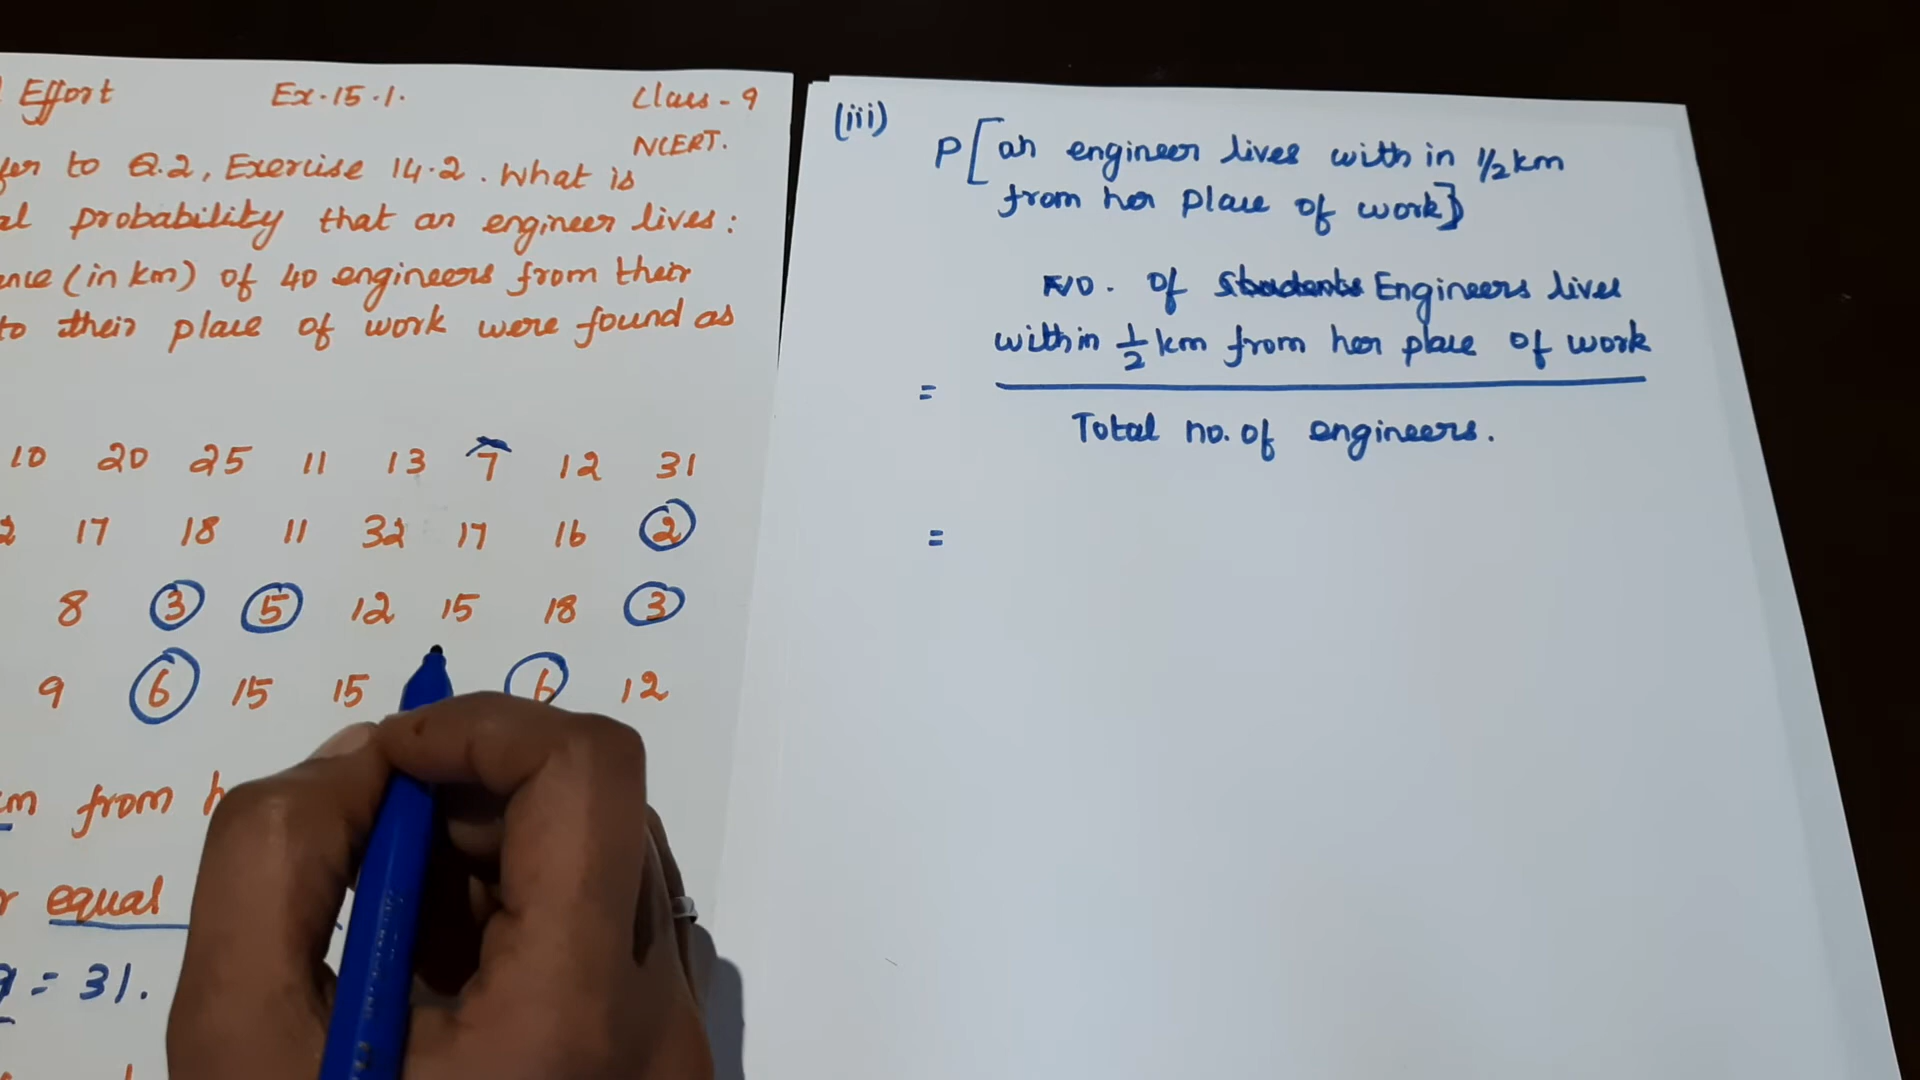 Effort Ex.15.1. Class - 9
NCERT.
to Q.2, Exercise 14.2. What is
probability that an engineer lives:
(in km) of 40 engineers from their
to their place of work were found as
10 20 25 11 13 7 12 31
17 18 11 32 17 16 2
8 3 5 12 15 18 3
9 6 15 15 6 12
from
equal
= 31.
(iii)
P[an engineer lives with in 1/2 km
from her place of work]
No. of Students Engineers lives
within 1/2 km from her place of work
=
Total no. of engineers.
=